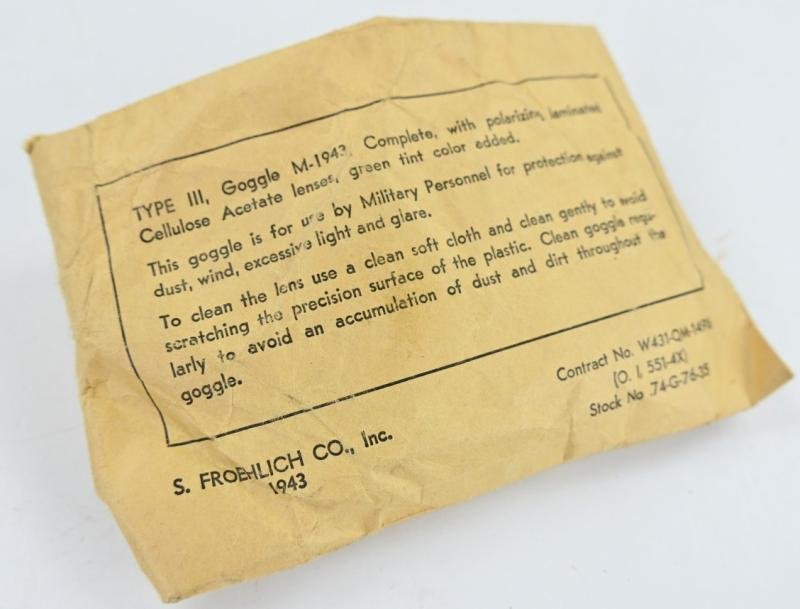 TYPE III, Goggle M-1943, Complete, with polarizing laminated
Cellulose Acetate lenses, green tint color added.
This goggle is for use by Military Personnel for protection against
dust, wind, excessive light and glare.
To clean the lens use a clean soft cloth and clean gently to avoid
scratching the precision surface of the plastic. Clean goggle regu-
larly to avoid an accumulation of dust and dirt throughout the
goggle.
S. FROEHLICH CO., Inc.
1943
Contract No. W431-QM-
(O. I. 551-4X)
Stock No .74-G-76-35